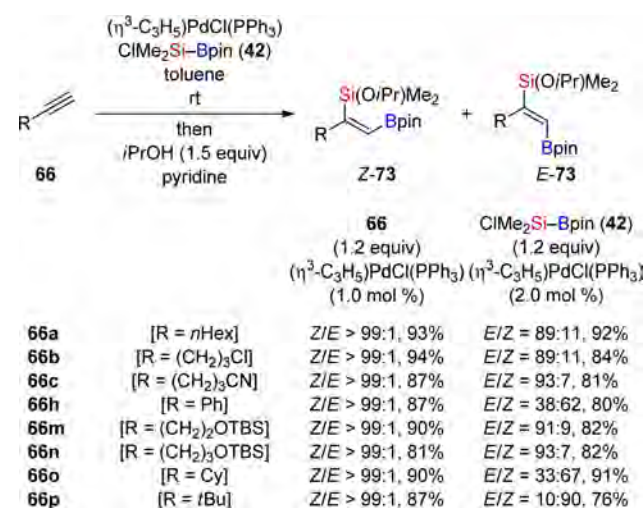 (η³-C₃H₅)PdCl(PPh₃)
ClMe₂Si–Bpin (42)
toluene
rt
then
iPrOH (1.5 equiv)
pyridine
R
66
Si(OiPr)Me₂
R
Bpin
Z-73
+
Si(OiPr)Me₂
R
Bpin
E-73
66 ClMe₂Si–Bpin (42)
(1.2 equiv) (1.2 equiv)
(η³-C₃H₅)PdCl(PPh₃) (η³-C₃H₅)PdCl(PPh₃)
(1.0 mol %) (2.0 mol %)
66a [R = nHex] Z/E > 99:1, 93% E/Z = 89:11, 92%
66b [R = (CH₂)₃Cl] Z/E > 99:1, 94% E/Z = 89:11, 84%
66c [R = (CH₂)₃CN] Z/E > 99:1, 87% E/Z = 93:7, 81%
66h [R = Ph] Z/E > 99:1, 87% E/Z = 38:62, 80%
66m [R = (CH₂)₂OTBS] Z/E > 99:1, 90% E/Z = 91:9, 82%
66n [R = (CH₂)₃OTBS] Z/E > 99:1, 81% E/Z = 93:7, 82%
66o [R = Cy] Z/E > 99:1, 90% E/Z = 33:67, 91%
66p [R = tBu] Z/E > 99:1, 87% E/Z = 10:90, 76%